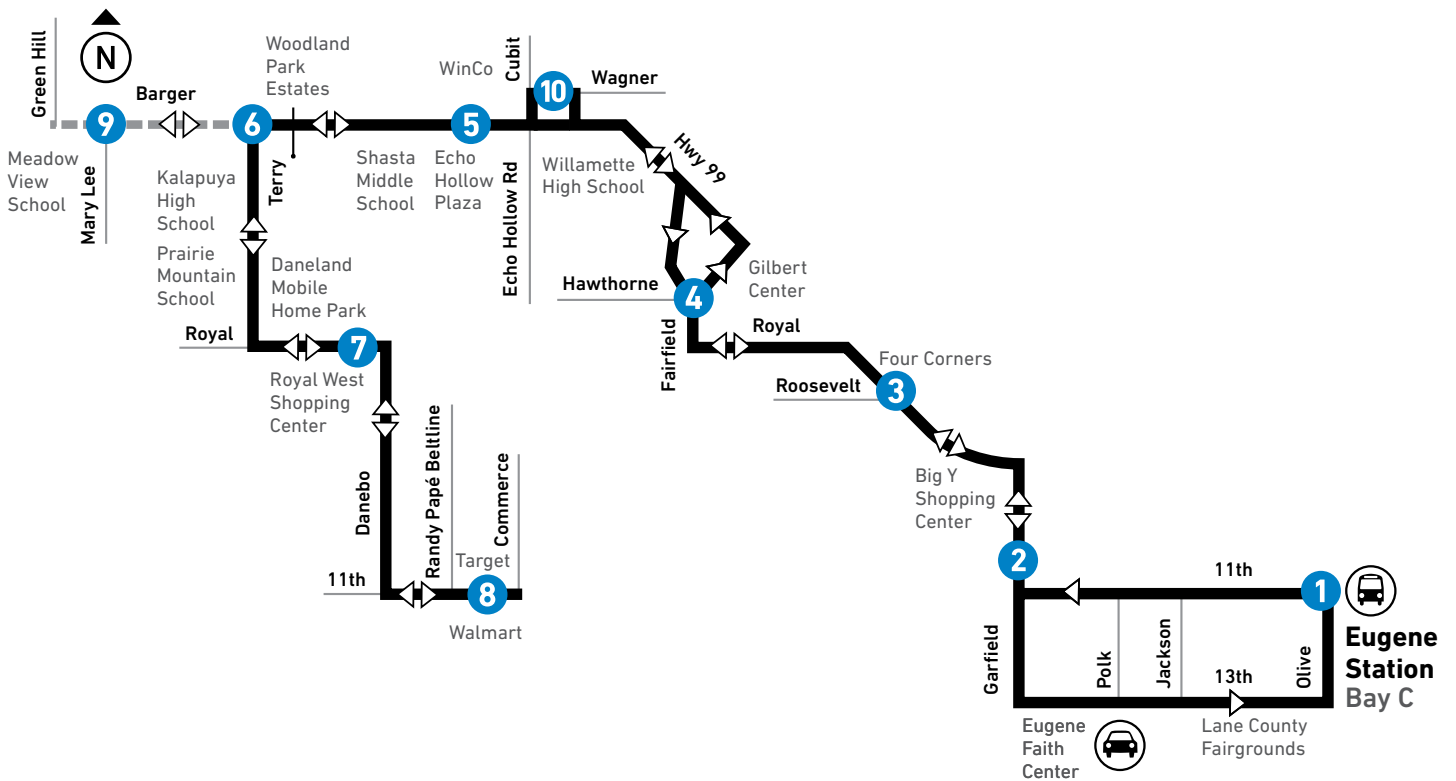 N
Green Hill
Barger
Woodland
Park
Estates
WinCo
Cubit
10
Wagner
9
6
5
Meadow
View
School
Mary Lee
Kalapuya
High
School
Terry
Shasta
Middle
School
Echo
Hollow
Plaza
Echo Hollow Rd
Willamette
High School
Hwy 99
Prairie
Mountain
School
Daneland
Mobile
Home Park
Hawthorne
4
Gilbert
Center
Royal
7
Fairfield
Royal
Royal West
Shopping
Center
Four Corners
Roosevelt
3
Danebo
Randy Papé Beltline
Commerce
Big Y
Shopping
Center
11th
Target
8
Walmart
2
11th
1
Garfield
Polk
Jackson
13th
Olive
Eugene
Station
Bay C
Eugene
Faith
Center
Lane County
Fairgrounds